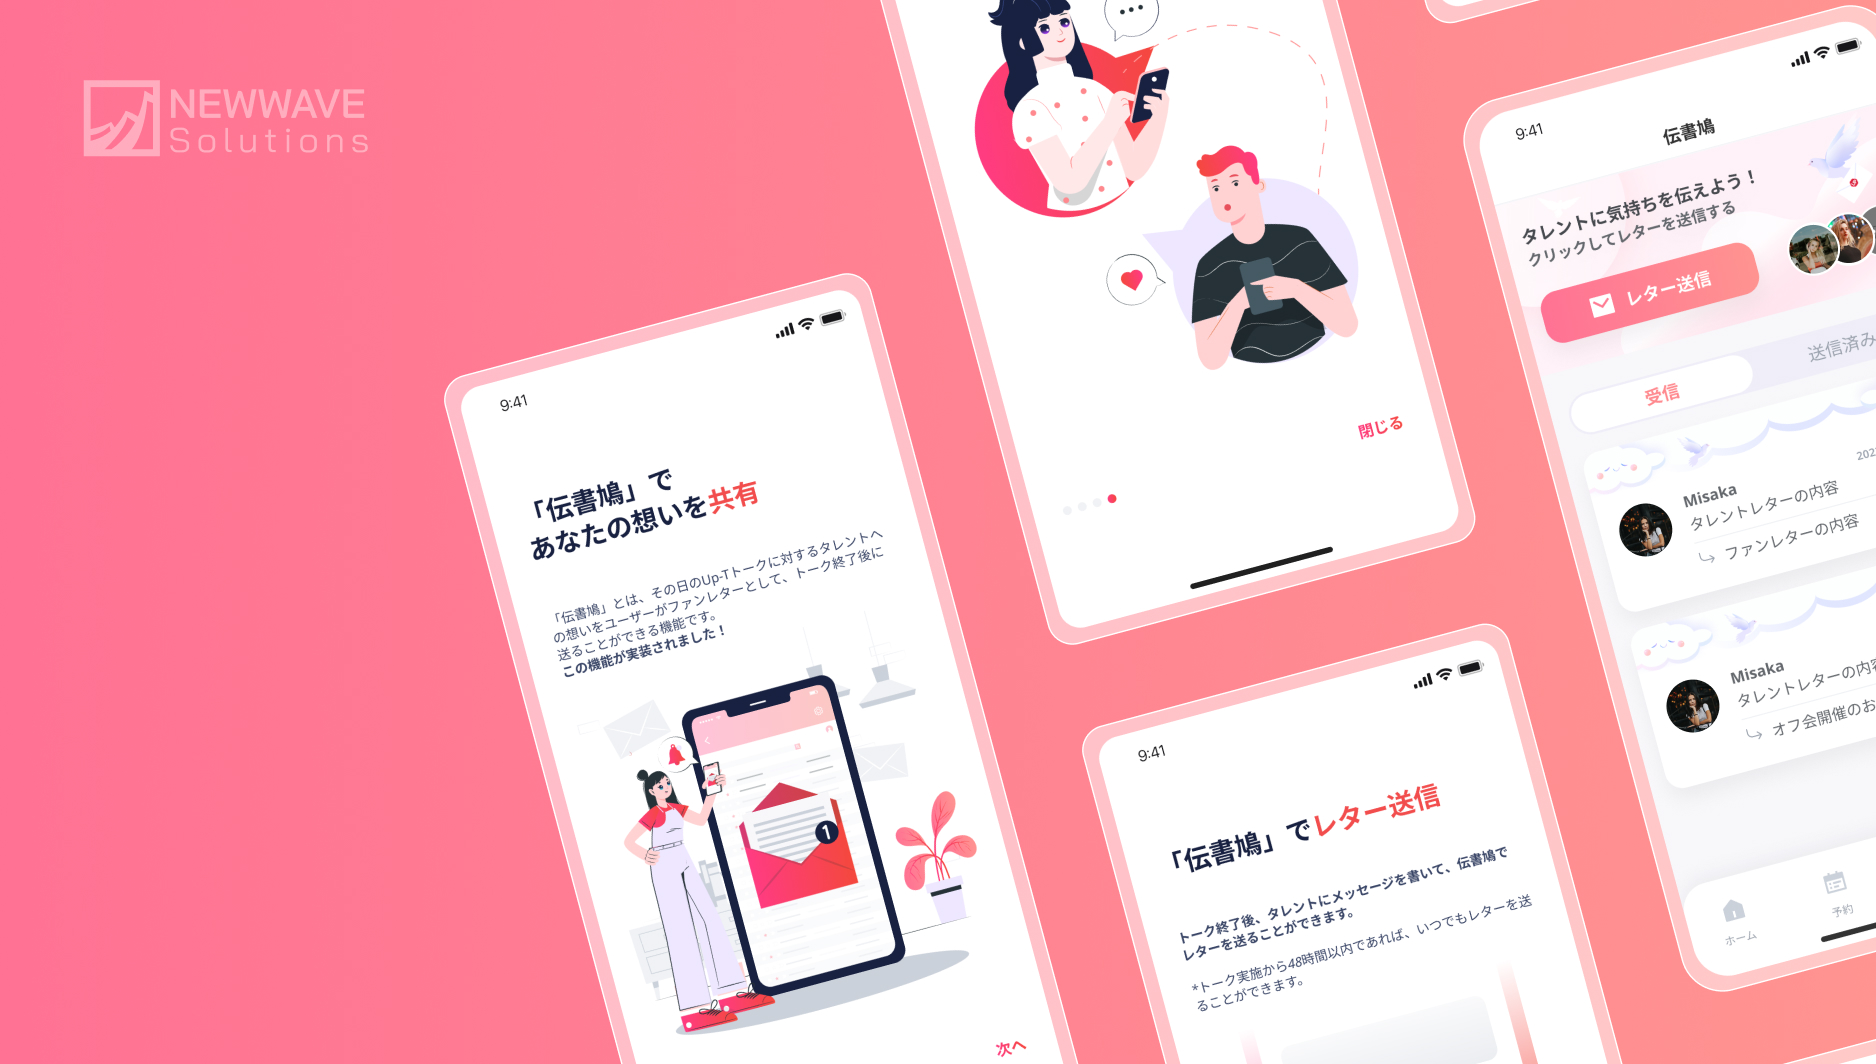 NEWWAVE
Solutions
9:41
「伝書鳩」で
あなたの想いを共有
「伝書鳩」とは、その日のUp-Tトークに対するタレントへ
の想いをユーザーがファンレターとして、トーク終了後に
送ることができる機能です。
この機能が実装されました！
1
次へ
閉じる
9:41
「伝書鳩」でレター送信
トーク終了後、タレントにメッセージを書いて、伝書鳩で
レターを送ることができます。
*トーク実施から48時間以内であれば、いつでもレターを送
ることができます。
9:41
伝書鳩
タレントに気持ちを伝えよう！
クリックしてレターを送信する
レター送信
受信
送信済み
Misaka
タレントレターの内容
ファンレターの内容
Misaka
タレントレターの内容
オフ会開催のお
ホーム
予約